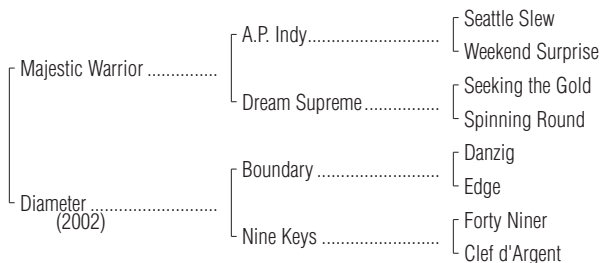 Seattle Slew
A.P. Indy
Weekend Surprise
Majestic Warrior
Seeking the Gold
Dream Supreme
Spinning Round
Danzig
Boundary
Edge
Diameter
(2002)
Forty Niner
Nine Keys
Clef d'Argent